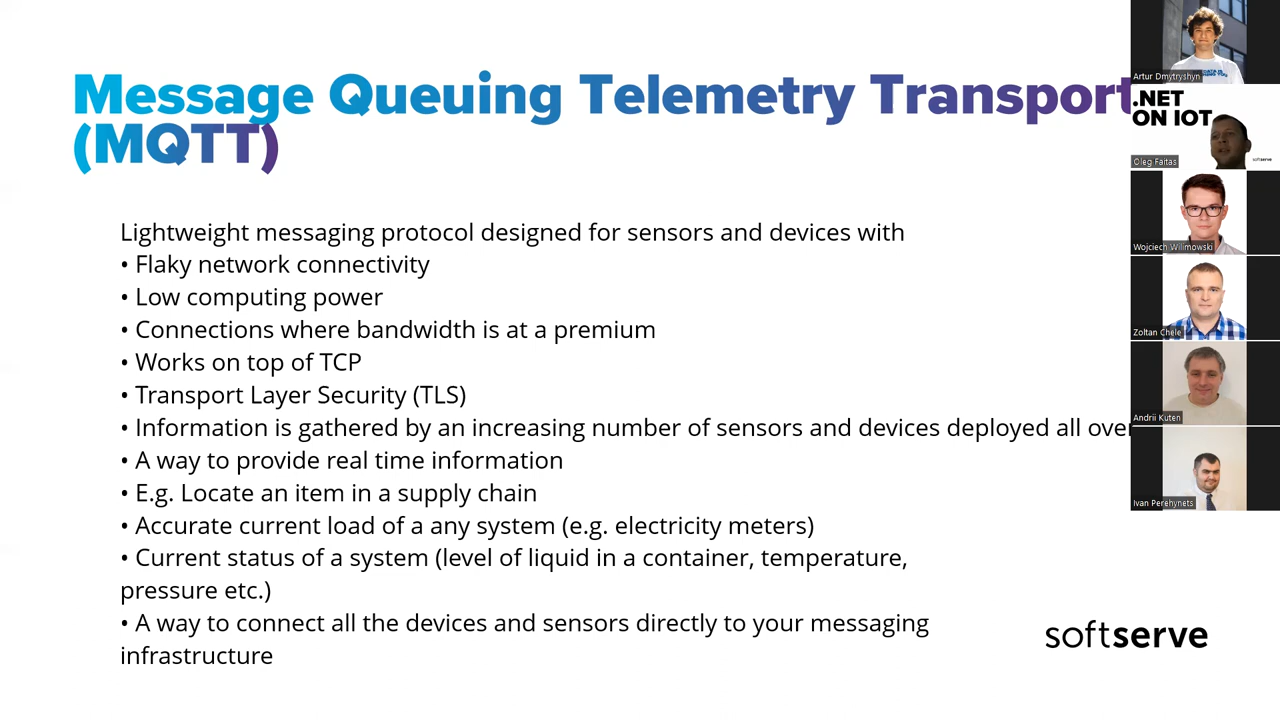 Message Queuing Telemetry Transport
(MQTT)
Lightweight messaging protocol designed for sensors and devices with
• Flaky network connectivity
• Low computing power
• Connections where bandwidth is at a premium
• Works on top of TCP
• Transport Layer Security (TLS)
• Information is gathered by an increasing number of sensors and devices deployed all over
• A way to provide real time information
• E.g. Locate an item in a supply chain
• Accurate current load of a any system (e.g. electricity meters)
• Current status of a system (level of liquid in a container, temperature,
pressure etc.)
• A way to connect all the devices and sensors directly to your messaging
infrastructure
softserve
Artur Dmytryshyn
.NET
ON IOT
softserve
Oleg Faitas
Wojciech Wilimowski
Zoltan Chele
Andrii Kuten
Ivan Perehynets